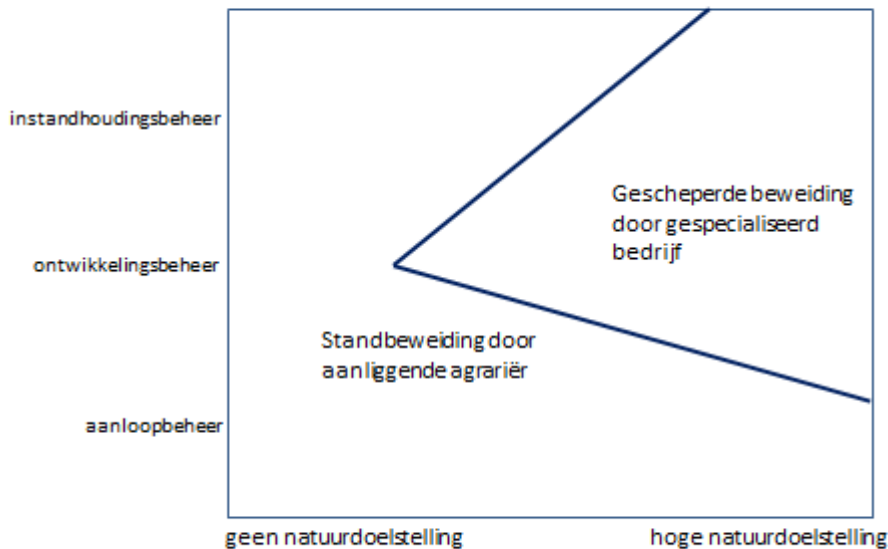 instandhoudingsbeheer
Gescheperde beweiding
door gespecialiseerd
bedrijf
ontwikkelingsbeheer
Standbeweiding door
aanliggende agrariër
aanloopbeheer
geen natuurdoelstelling
hoge natuurdoelstelling